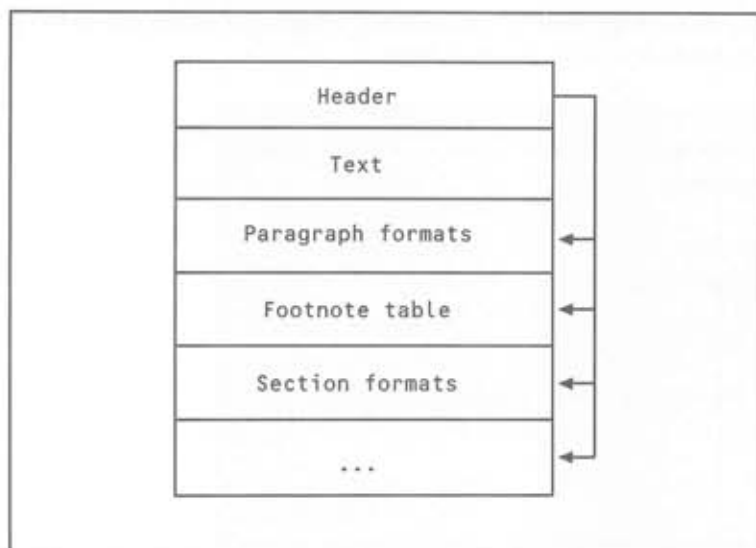 Header
Text
Paragraph formats
Footnote table
Section formats
...